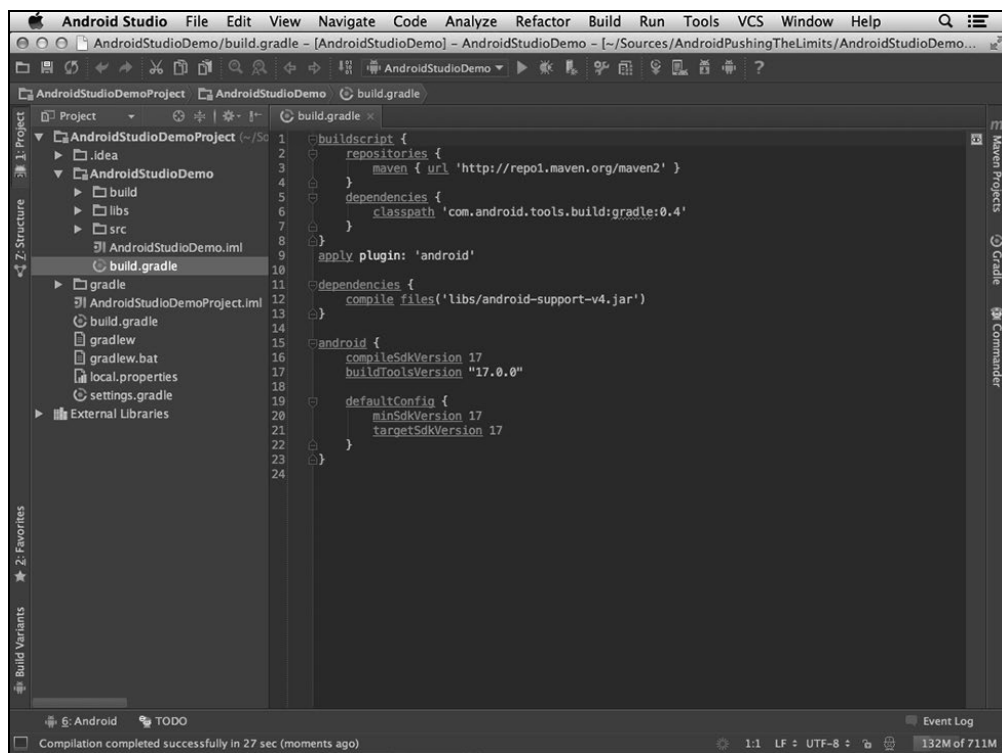 Android Studio File Edit View Navigate Code Analyze Refactor Build Run Tools VCS Window Help
AndroidStudioDemo/build.gradle – [AndroidStudioDemo] – AndroidStudioDemo – [~/Sources/AndroidPushingTheLimits/AndroidStudioDemo...
AndroidStudioDemo
AndroidStudioDemoProject AndroidStudioDemo build.gradle
1: Project
Z: Structure
2: Favorites
Build Variants
Project
AndroidStudioDemoProject (~/So
.idea
AndroidStudioDemo
build
libs
src
AndroidStudioDemo.iml
build.gradle
gradle
AndroidStudioDemoProject.iml
build.gradle
gradlew
gradlew.bat
local.properties
settings.gradle
External Libraries
build.gradle
1 buildscript {
2 repositories {
3 maven { url 'http://repo1.maven.org/maven2' }
4 }
5 dependencies {
6 classpath 'com.android.tools.build:gradle:0.4'
7 }
8 }
9 apply plugin: 'android'
10
11 dependencies {
12 compile files('libs/android-support-v4.jar')
13 }
14
15 android {
16 compileSdkVersion 17
17 buildToolsVersion "17.0.0"
18
19 defaultConfig {
20 minSdkVersion 17
21 targetSdkVersion 17
22 }
23 }
24
Maven Projects
Gradle
Commander
6: Android TODO Event Log
Compilation completed successfully in 27 sec (moments ago) 1:1 LF UTF-8 132M of 711M